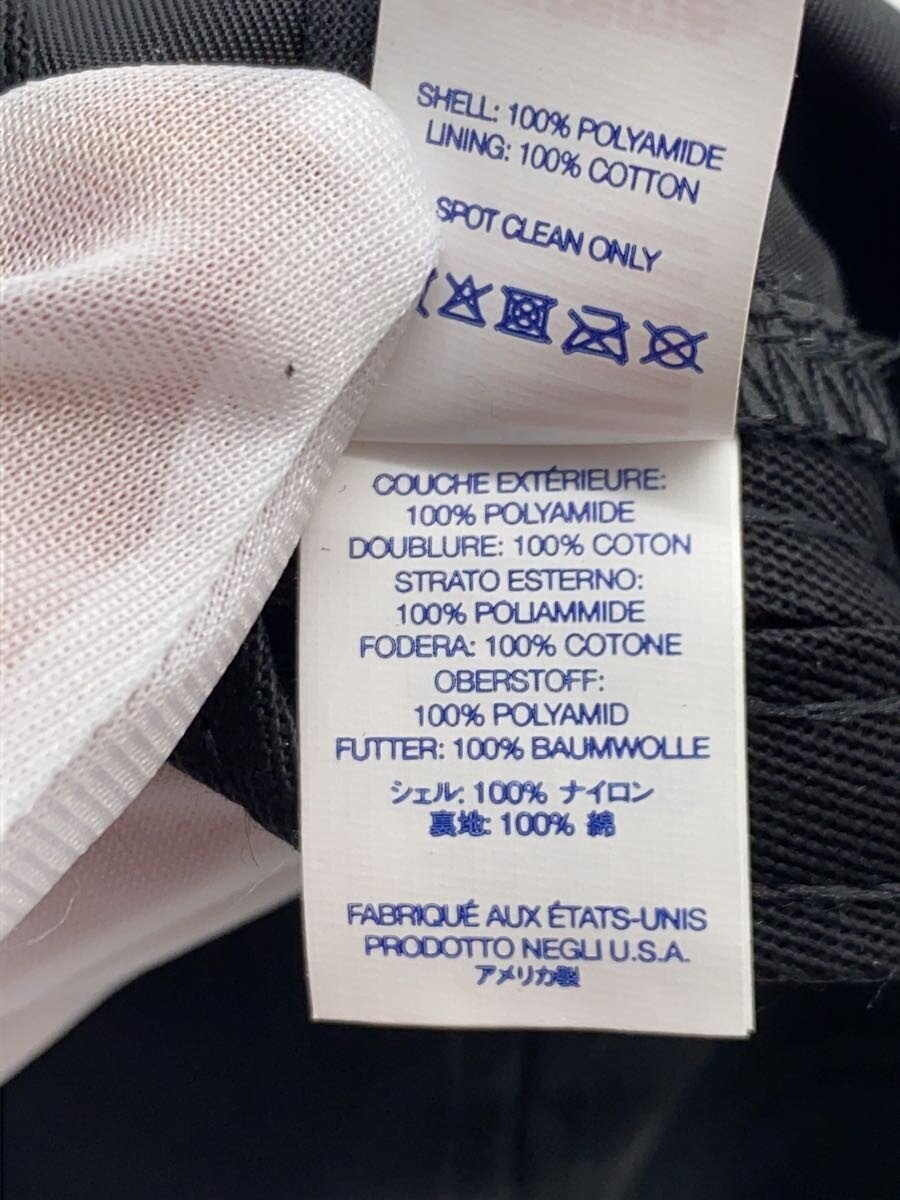 SHELL: 100% POLYAMIDE
LINING: 100% COTTON
SPOT CLEAN ONLY
COUCHE EXTÉRIEURE:
100% POLYAMIDE
DOUBLURE: 100% COTON
STRATO ESTERNO:
100% POLIAMMIDE
FODERA: 100% COTONE
OBERSTOFF:
100% POLYAMID
FUTTER: 100% BAUMWOLLE
シェル: 100% ナイロン
裏地: 100% 綿
FABRIQUÉ AUX ÉTATS-UNIS
PRODOTTO NEGLI U.S.A.
アメリカ製